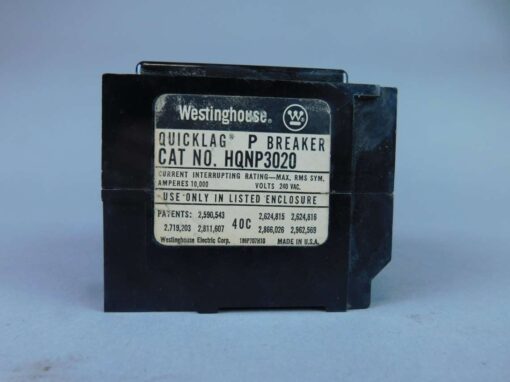 Westinghouse®
QUICKLAG® P BREAKER
CAT NO. HQNP3020
CURRENT INTERRUPTING RATING—MAX. RMS SYM.
AMPERES 10,000 VOLTS 240 VAC.
USE ONLY IN LISTED ENCLOSURE
PATENTS: 2,590,543 2,624,815 2,624,816
2,719,203 2,811,607 40C 2,866,026 2,962,569
Westinghouse Electric Corp. MADE IN U.S.A.